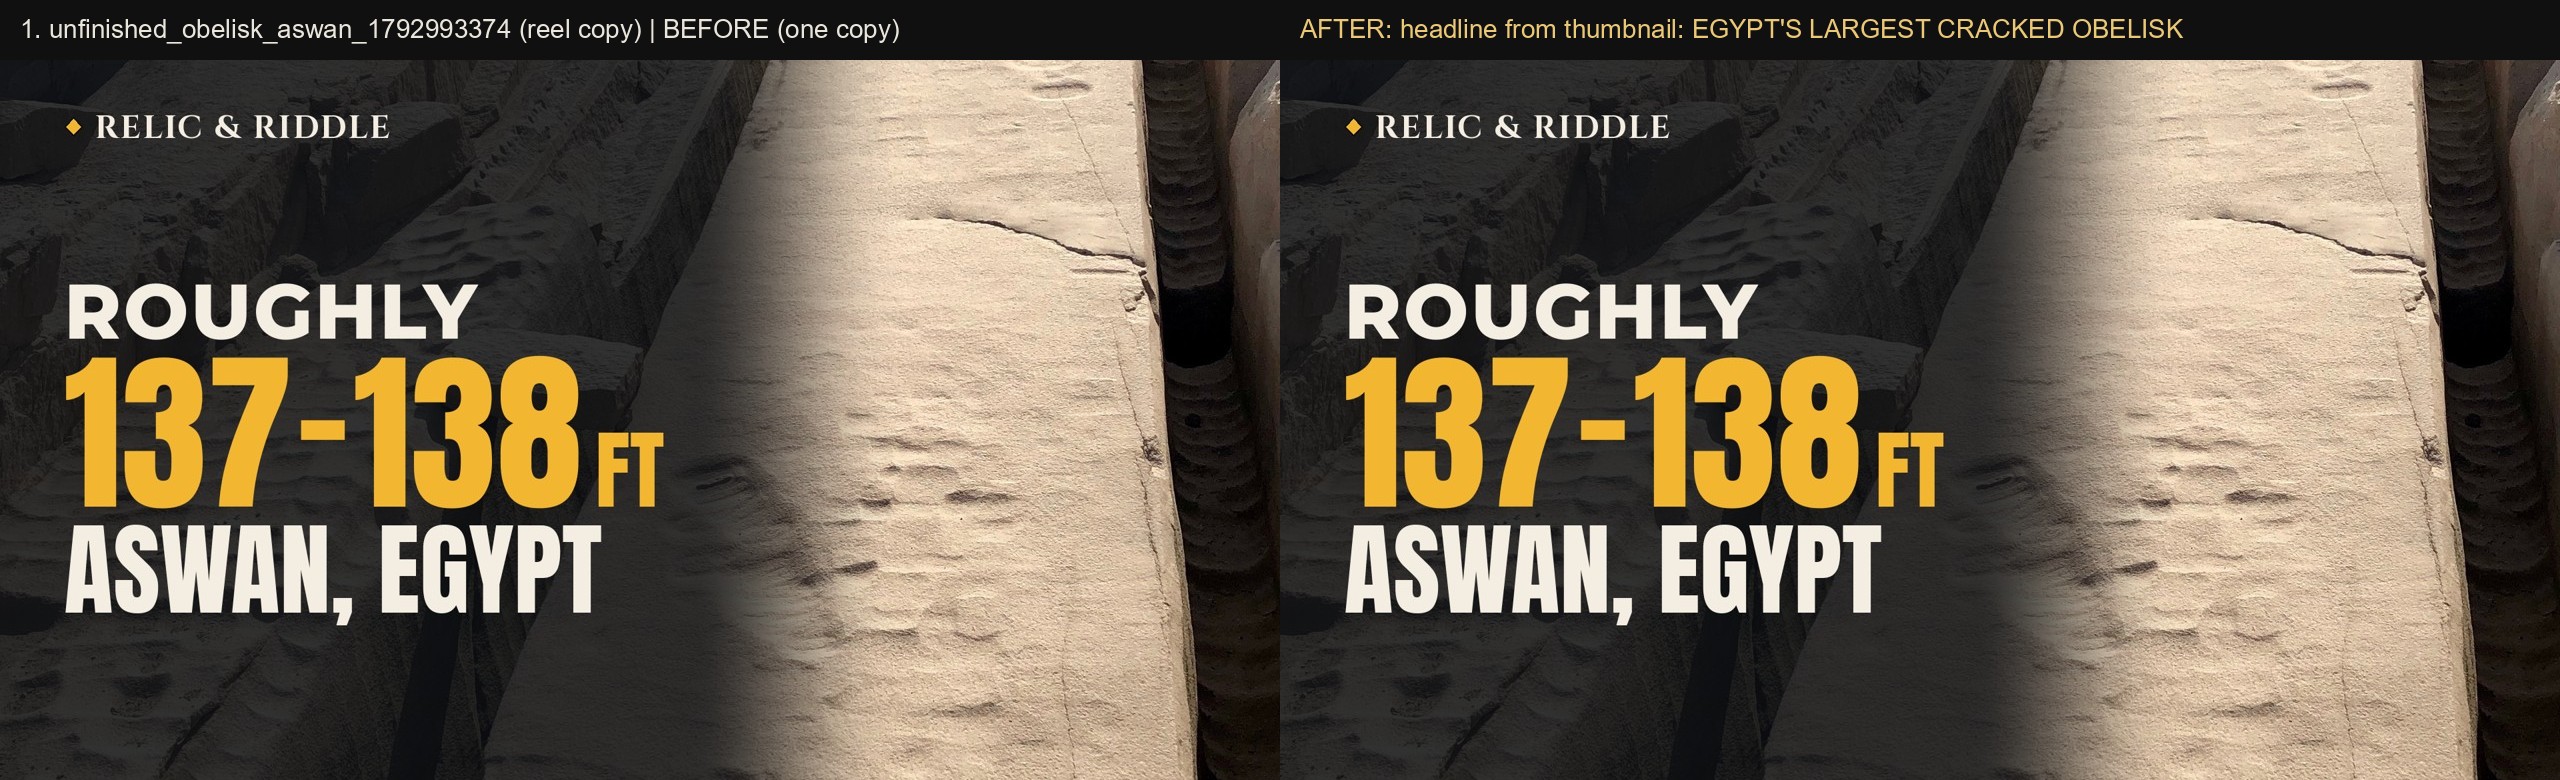 1. unfinished_obelisk_aswan_1792993374 (reel copy) | BEFORE (one copy)
AFTER: headline from thumbnail: EGYPT'S LARGEST CRACKED OBELISK
RELIC & RIDDLE
ROUGHLY
137-138 FT
ASWAN, EGYPT
RELIC & RIDDLE
ROUGHLY
137-138 FT
ASWAN, EGYPT